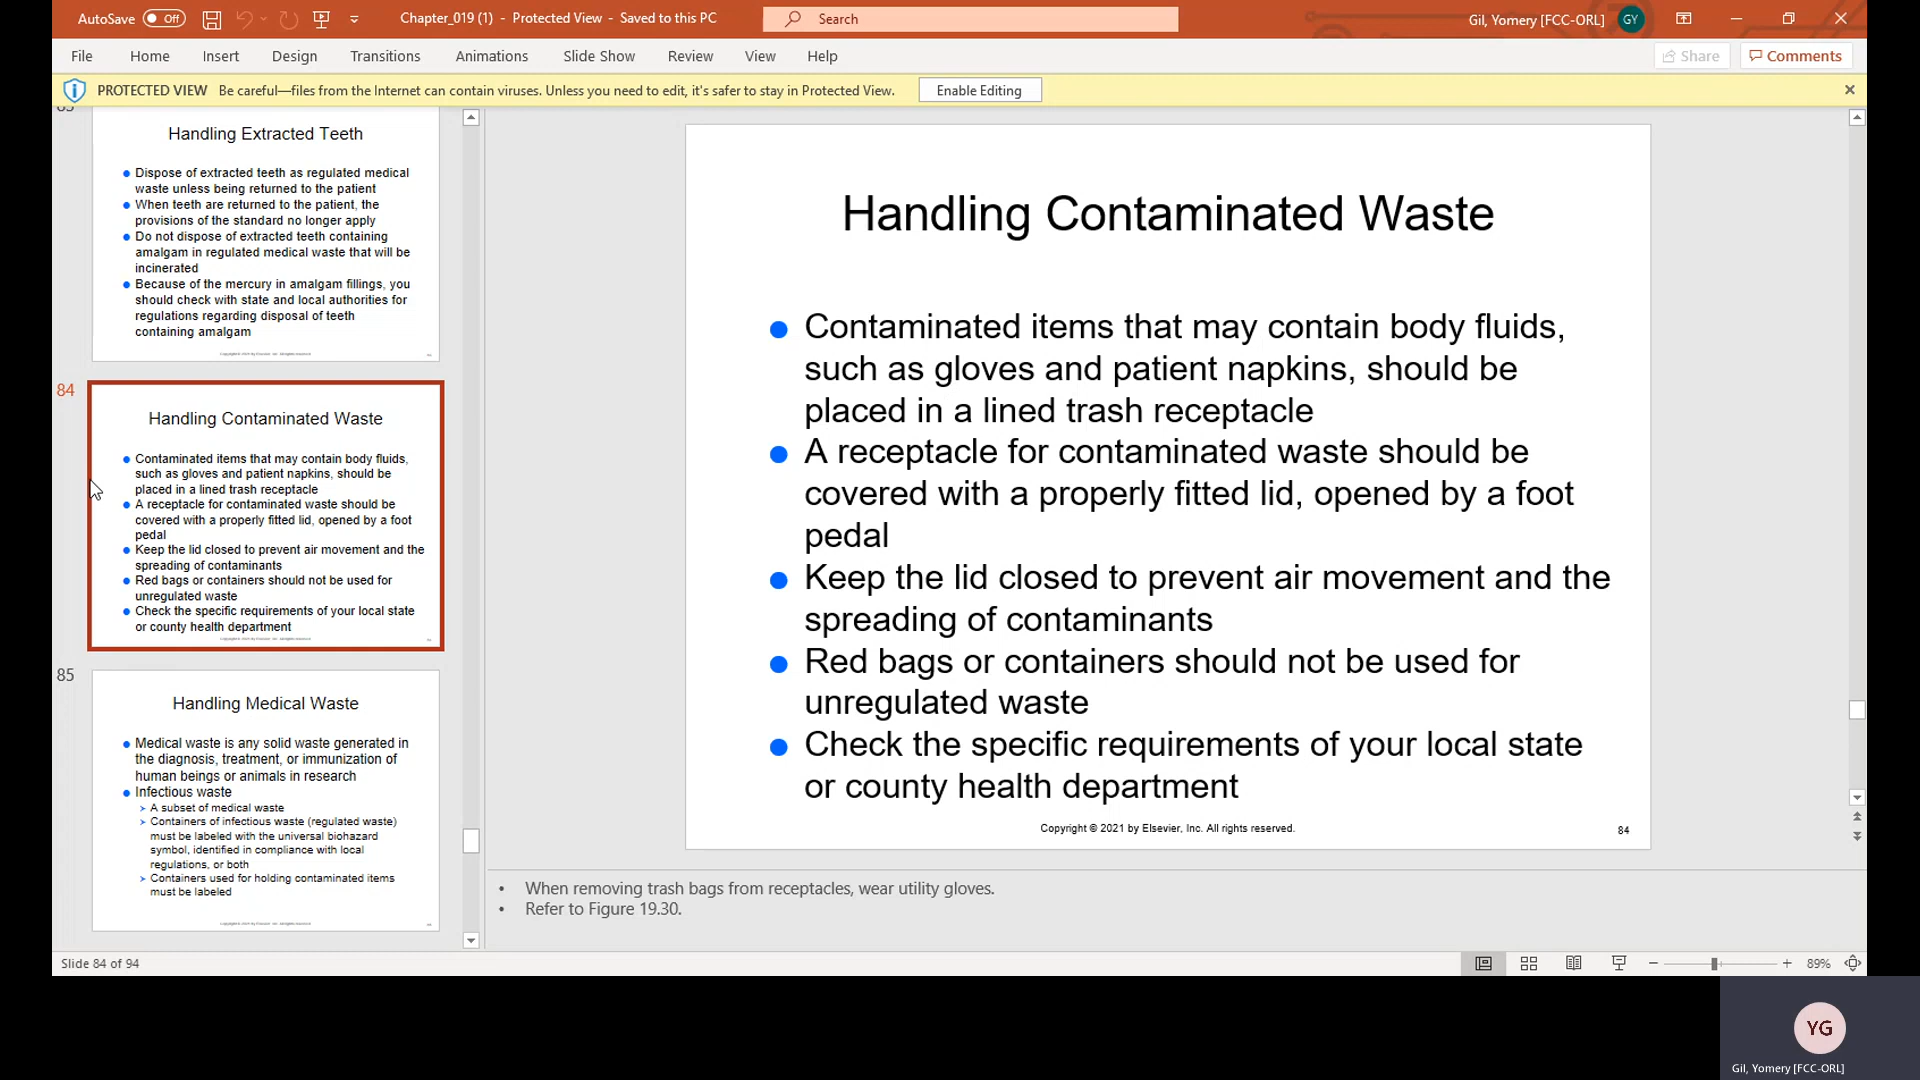 AutoSave Off Chapter_019 (1) - Protected View - Saved to this PC Search Gil, Yomery [FCC-ORL] GY
File Home Insert Design Transitions Animations Slide Show Review View Help Share Comments
PROTECTED VIEW Be careful—files from the Internet can contain viruses. Unless you need to edit, it's safer to stay in Protected View. Enable Editing
Handling Extracted Teeth
Dispose of extracted teeth as regulated medical
waste unless being returned to the patient
When teeth are returned to the patient, the
provisions of the standard no longer apply
Do not dispose of extracted teeth containing
amalgam in regulated medical waste that will be
incinerated
Because of the mercury in amalgam fillings, you
should check with state and local authorities for
regulations regarding disposal of teeth
containing amalgam
84
Handling Contaminated Waste
Contaminated items that may contain body fluids,
such as gloves and patient napkins, should be
placed in a lined trash receptacle
A receptacle for contaminated waste should be
covered with a properly fitted lid, opened by a foot
pedal
Keep the lid closed to prevent air movement and the
spreading of contaminants
Red bags or containers should not be used for
unregulated waste
Check the specific requirements of your local state
or county health department
85
Handling Medical Waste
Medical waste is any solid waste generated in
the diagnosis, treatment, or immunization of
human beings or animals in research
Infectious waste
A subset of medical waste
Containers of infectious waste (regulated waste)
must be labeled with the universal biohazard
symbol, identified in compliance with local
regulations, or both
Containers used for holding contaminated items
must be labeled
Handling Contaminated Waste
Contaminated items that may contain body fluids,
such as gloves and patient napkins, should be
placed in a lined trash receptacle
A receptacle for contaminated waste should be
covered with a properly fitted lid, opened by a foot
pedal
Keep the lid closed to prevent air movement and the
spreading of contaminants
Red bags or containers should not be used for
unregulated waste
Check the specific requirements of your local state
or county health department
Copyright © 2021 by Elsevier, Inc. All rights reserved.
84
• When removing trash bags from receptacles, wear utility gloves.
• Refer to Figure 19.30.
Slide 84 of 94
89%
YG
Gil, Yomery [FCC-ORL]